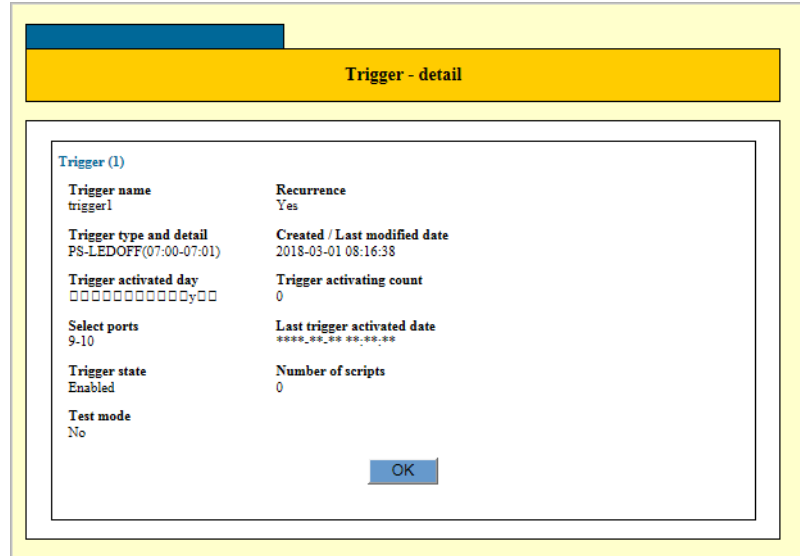 Trigger - detail
Trigger (1)
Trigger name
trigger1
Recurrence
Yes
Trigger type and detail
PS-LEDOFF(07:00-07:01)
Created / Last modified date
2018-03-01 08:16:38
Trigger activated day
□□□□□□□□□□□y□□
Trigger activating count
0
Select ports
9-10
Last trigger activated date
****-**-** **:**:**
Trigger state
Enabled
Number of scripts
0
Test mode
No
OK